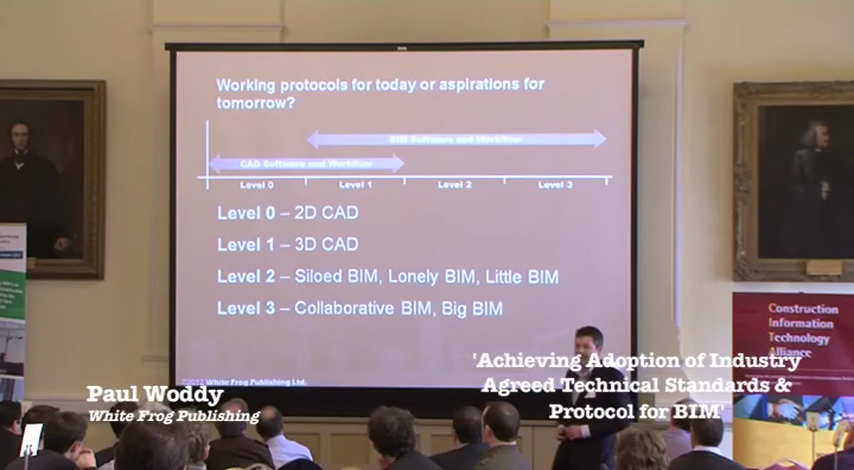 Working protocols for today or aspirations for
tomorrow?
BIM Software and Workflow
CAD Software and Workflow
Level 0 Level 1 Level 2 Level 3
Level 0 – 2D CAD
Level 1 – 3D CAD
Level 2 – Siloed BIM, Lonely BIM, Little BIM
Level 3 – Collaborative BIM, Big BIM
White Frog Publishing Ltd.
Construction
Information
Technology
Alliance
'Achieving Adoption of Industry
Agreed Technical Standards &
Protocol for BIM'
Paul Woddy
White Frog Publishing